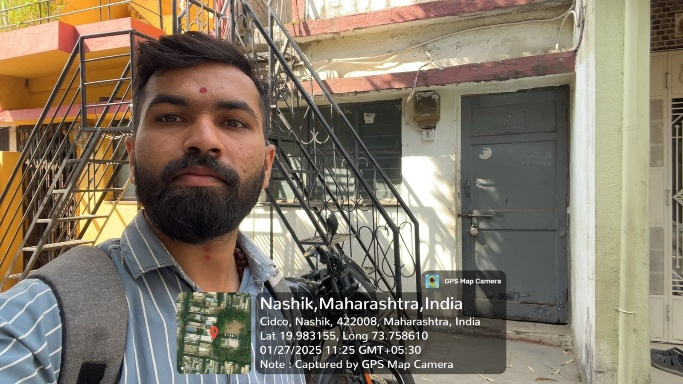 GPS Map Camera
Nashik,Maharashtra,India
Cidco, Nashik, 422008, Maharashtra, India
Lat 19.983155, Long 73.758610
01/27/2025 11:25 GMT+05:30
Note : Captured by GPS Map Camera